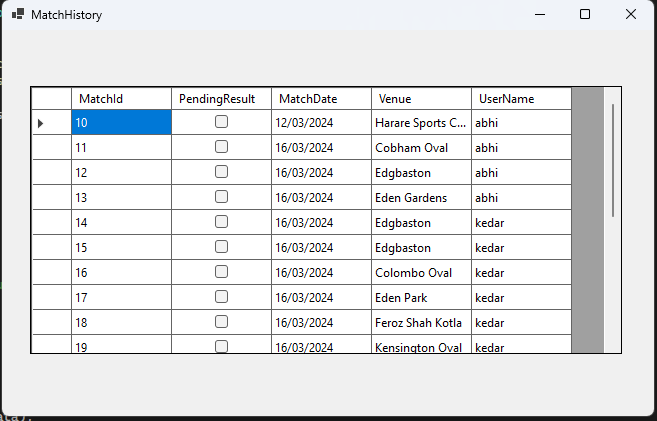 MatchHistory
MatchId PendingResult MatchDate Venue UserName
10 12/03/2024 Harare Sports C... abhi
11 16/03/2024 Cobham Oval abhi
12 16/03/2024 Edgbaston abhi
13 16/03/2024 Eden Gardens abhi
14 16/03/2024 Edgbaston kedar
15 16/03/2024 Edgbaston kedar
16 16/03/2024 Colombo Oval kedar
17 16/03/2024 Eden Park kedar
18 16/03/2024 Feroz Shah Kotla kedar
19 16/03/2024 Kensington Oval kedar